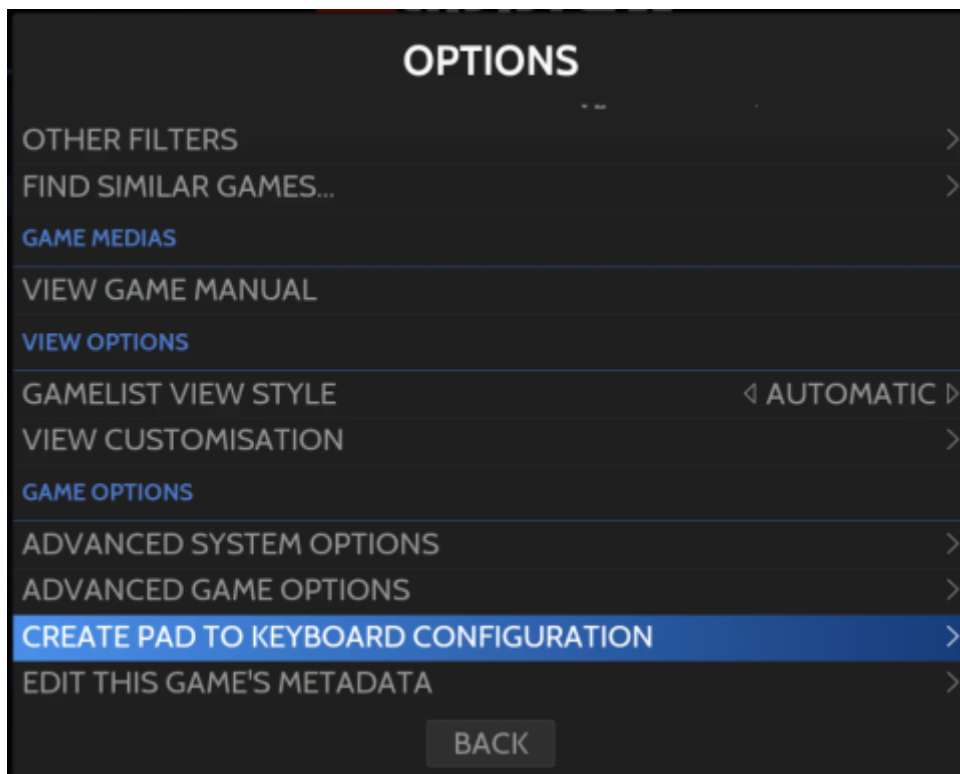 OPTIONS
OTHER FILTERS
FIND SIMILAR GAMES...
GAME MEDIAS
VIEW GAME MANUAL
VIEW OPTIONS
GAMELIST VIEW STYLE AUTOMATIC
VIEW CUSTOMISATION
GAME OPTIONS
ADVANCED SYSTEM OPTIONS
ADVANCED GAME OPTIONS
CREATE PAD TO KEYBOARD CONFIGURATION
EDIT THIS GAME'S METADATA
BACK